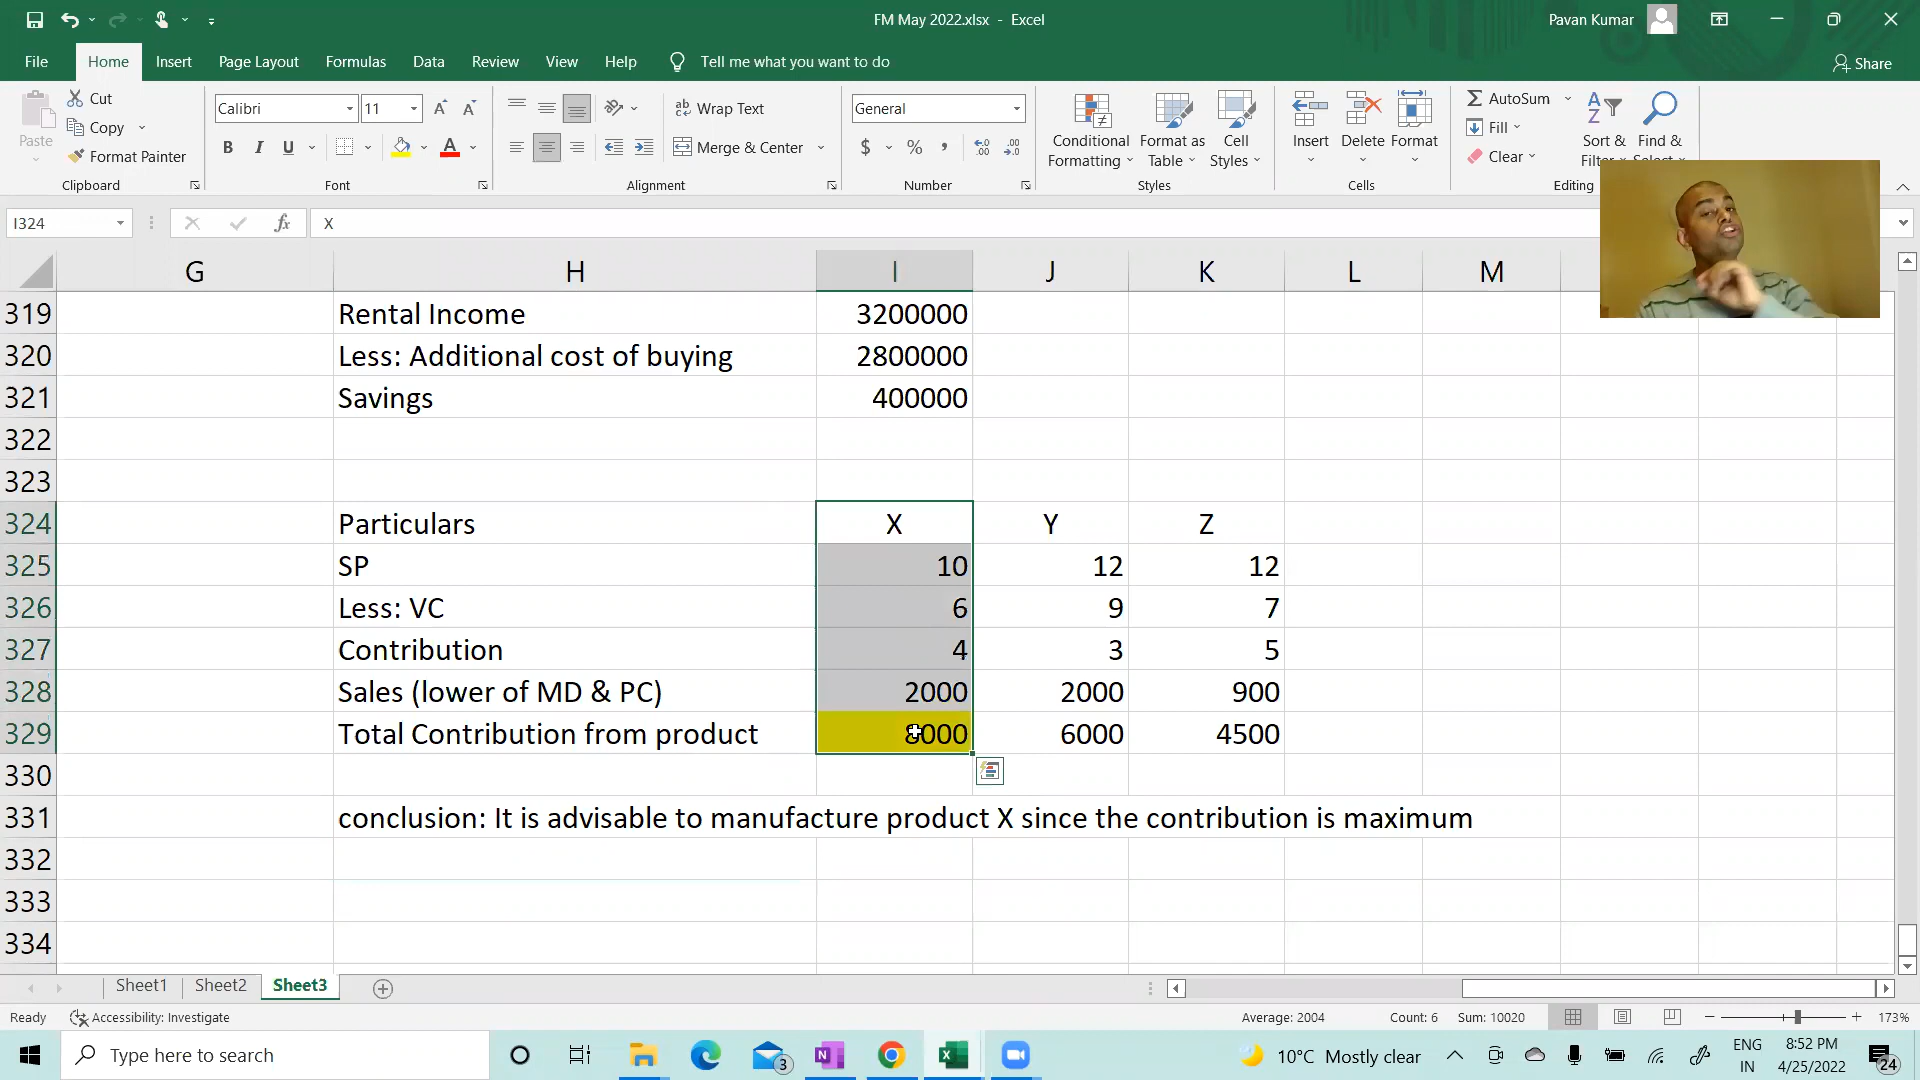 FM May 2022.xlsx - Excel
Pavan Kumar
File Home Insert Page Layout Formulas Data Review View Help Tell me what you want to do
Share
Paste
Cut
Copy
Format Painter
Clipboard
Calibri 11
B I U
Font
Wrap Text
Merge & Center
Alignment
General
$ % ,
Number
Conditional Formatting
Format as Table
Cell Styles
Styles
Insert Delete Format
Cells
AutoSum
Fill
Clear
Sort &
Find &
Editing
I324 fx X
G H I J K L M
319 Rental Income 3200000
320 Less: Additional cost of buying 2800000
321 Savings 400000
322
323
324 Particulars X Y Z
325 SP 10 12 12
326 Less: VC 6 9 7
327 Contribution 4 3 5
328 Sales (lower of MD & PC) 2000 2000 900
329 Total Contribution from product 8000 6000 4500
330
331 conclusion: It is advisable to manufacture product X since the contribution is maximum
332
333
334
Sheet1 Sheet2 Sheet3
Ready Accessibility: Investigate Average: 2004 Count: 6 Sum: 10020 173%
Type here to search
3
10°C Mostly clear
ENG
IN
8:52 PM
4/25/2022
24